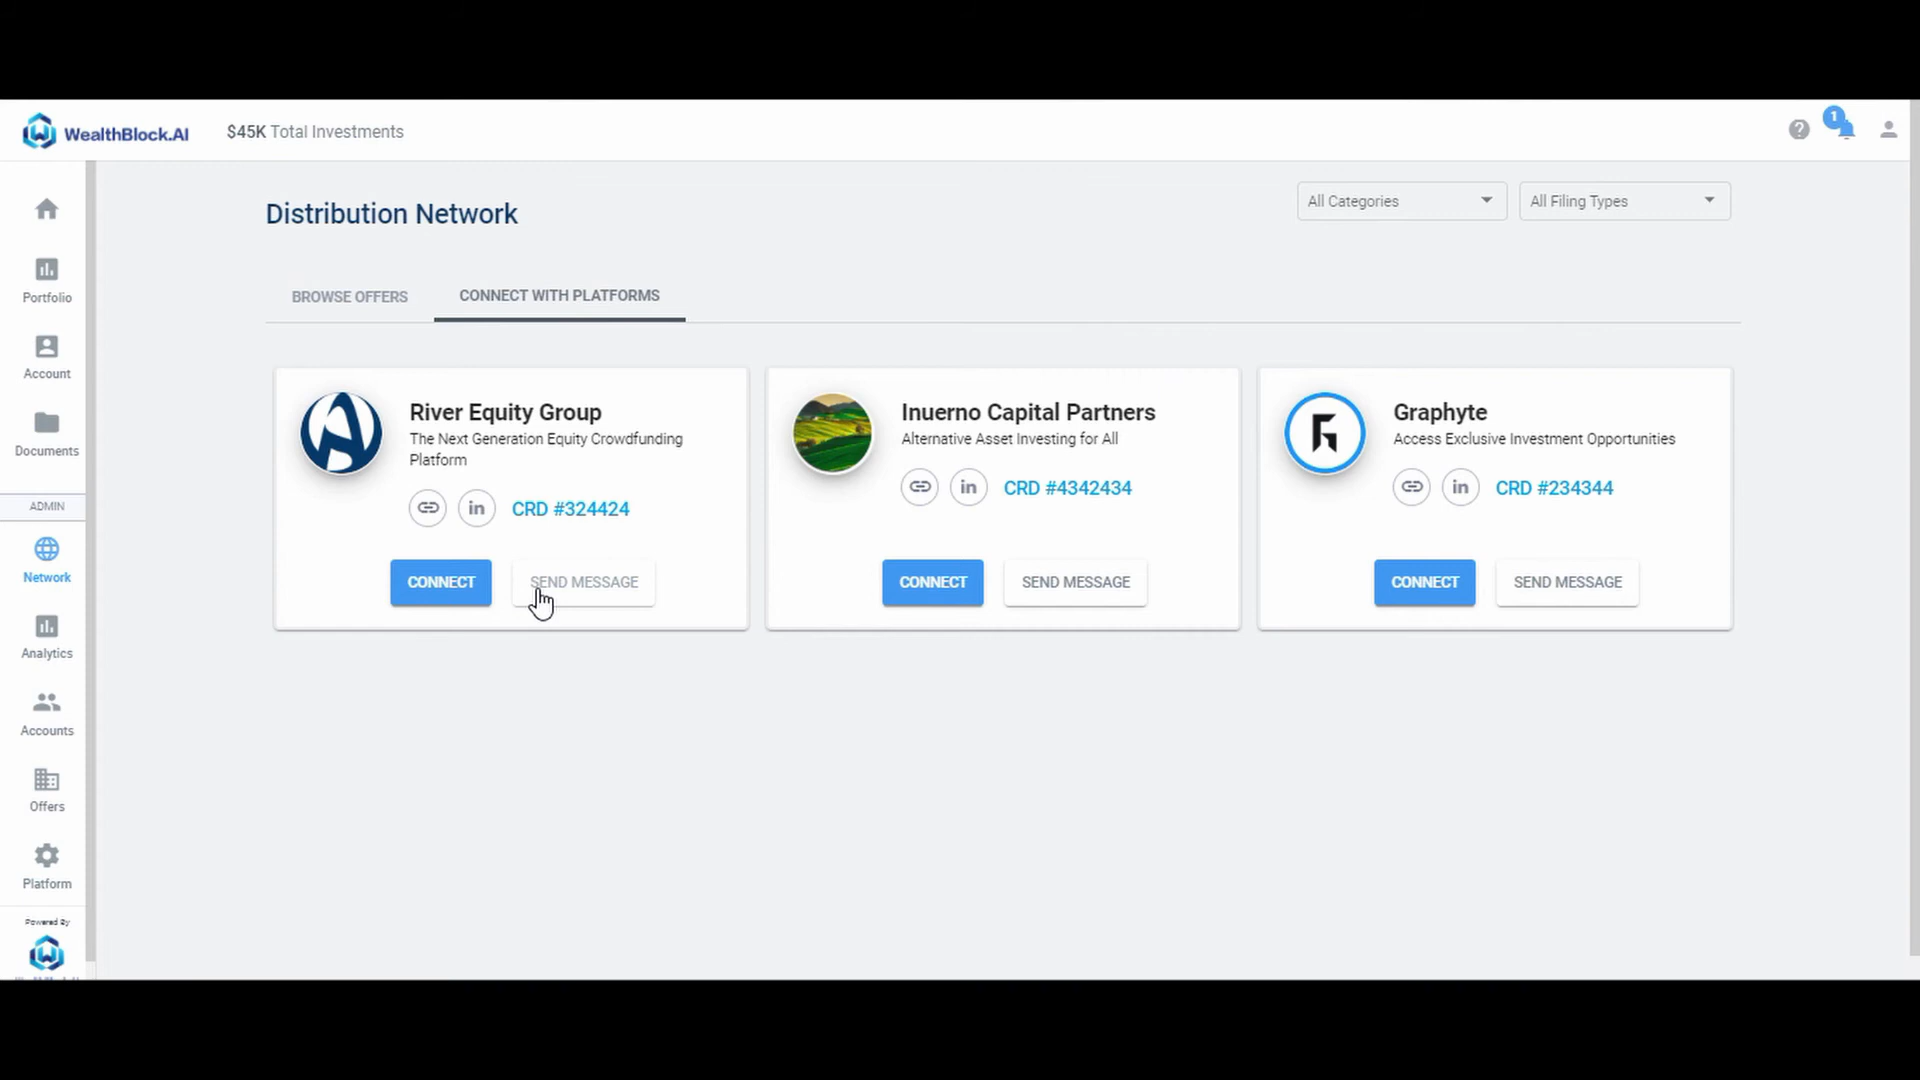 WealthBlock.AI
$45K Total Investments
1
Portfolio
Account
Documents
ADMIN
Network
Analytics
Accounts
Offers
Platform
Powered By
Distribution Network
All Categories
All Filing Types
BROWSE OFFERS
CONNECT WITH PLATFORMS
River Equity Group
The Next Generation Equity Crowdfunding
Platform
in
CRD #324424
CONNECT
SEND MESSAGE
Inuerno Capital Partners
Alternative Asset Investing for All
in
CRD #4342434
CONNECT
SEND MESSAGE
Graphyte
Access Exclusive Investment Opportunities
in
CRD #234344
CONNECT
SEND MESSAGE